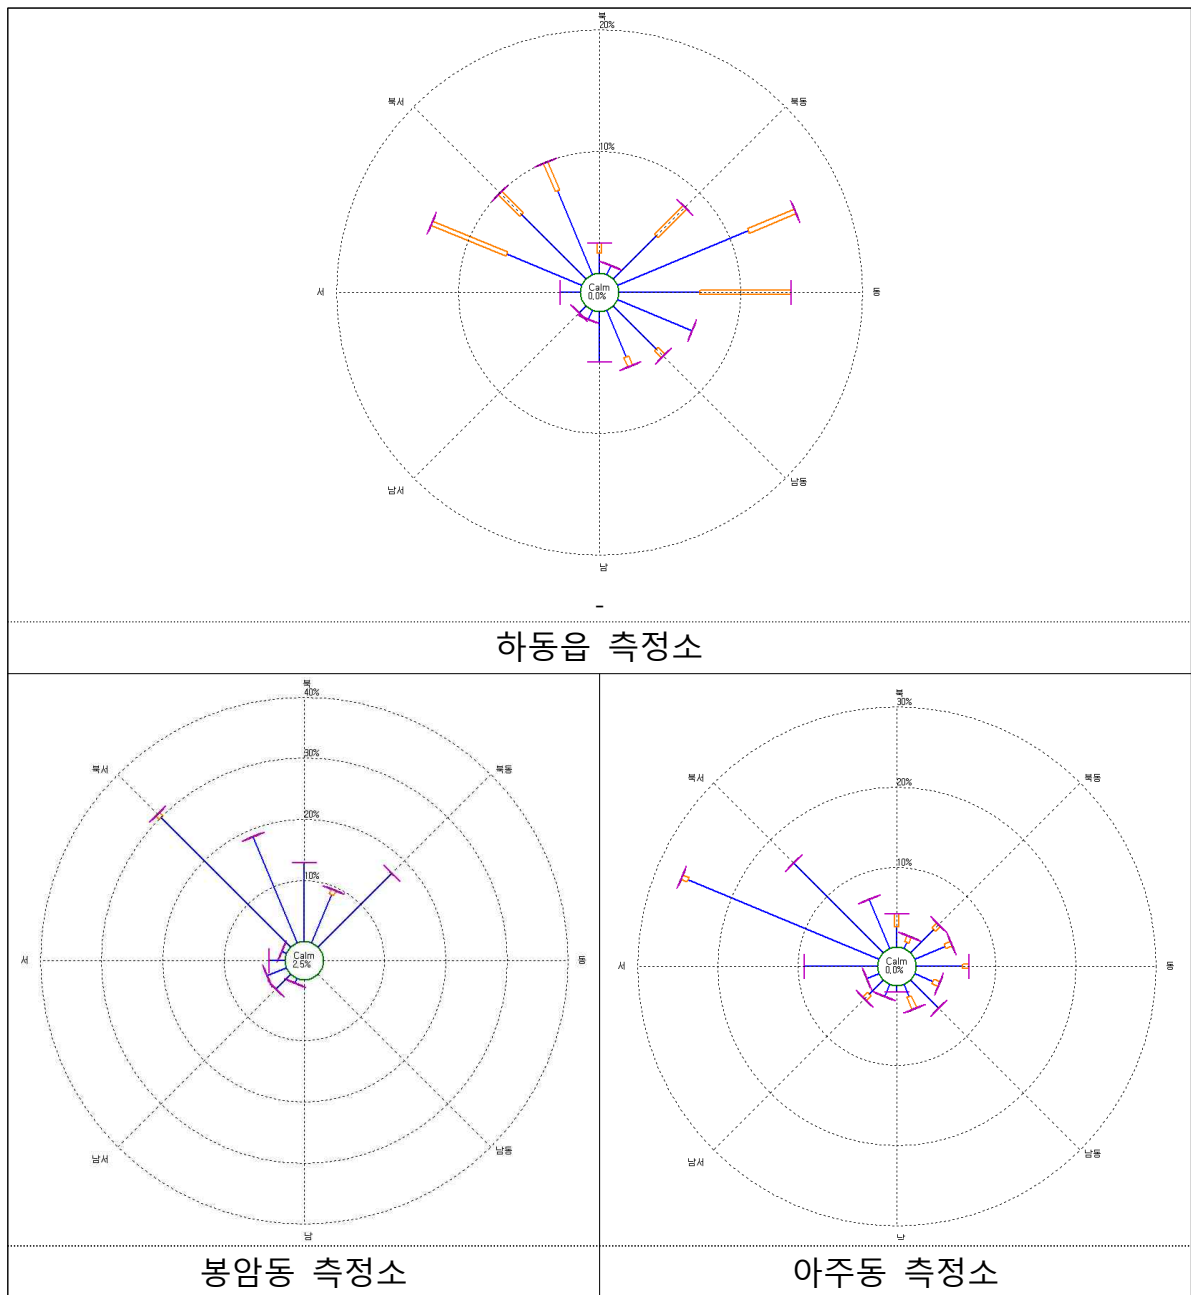 북
20%
북서
북동
10%
Calm
0.0%
서
동
남서
남동
남
-
하동읍 측정소
북
40%
북서
북동
30%
20%
10%
Calm
2.5%
서
동
남서
남동
남
봉암동 측정소
북
30%
북서
북동
20%
10%
Calm
0.0%
서
동
남서
남동
아주동 측정소